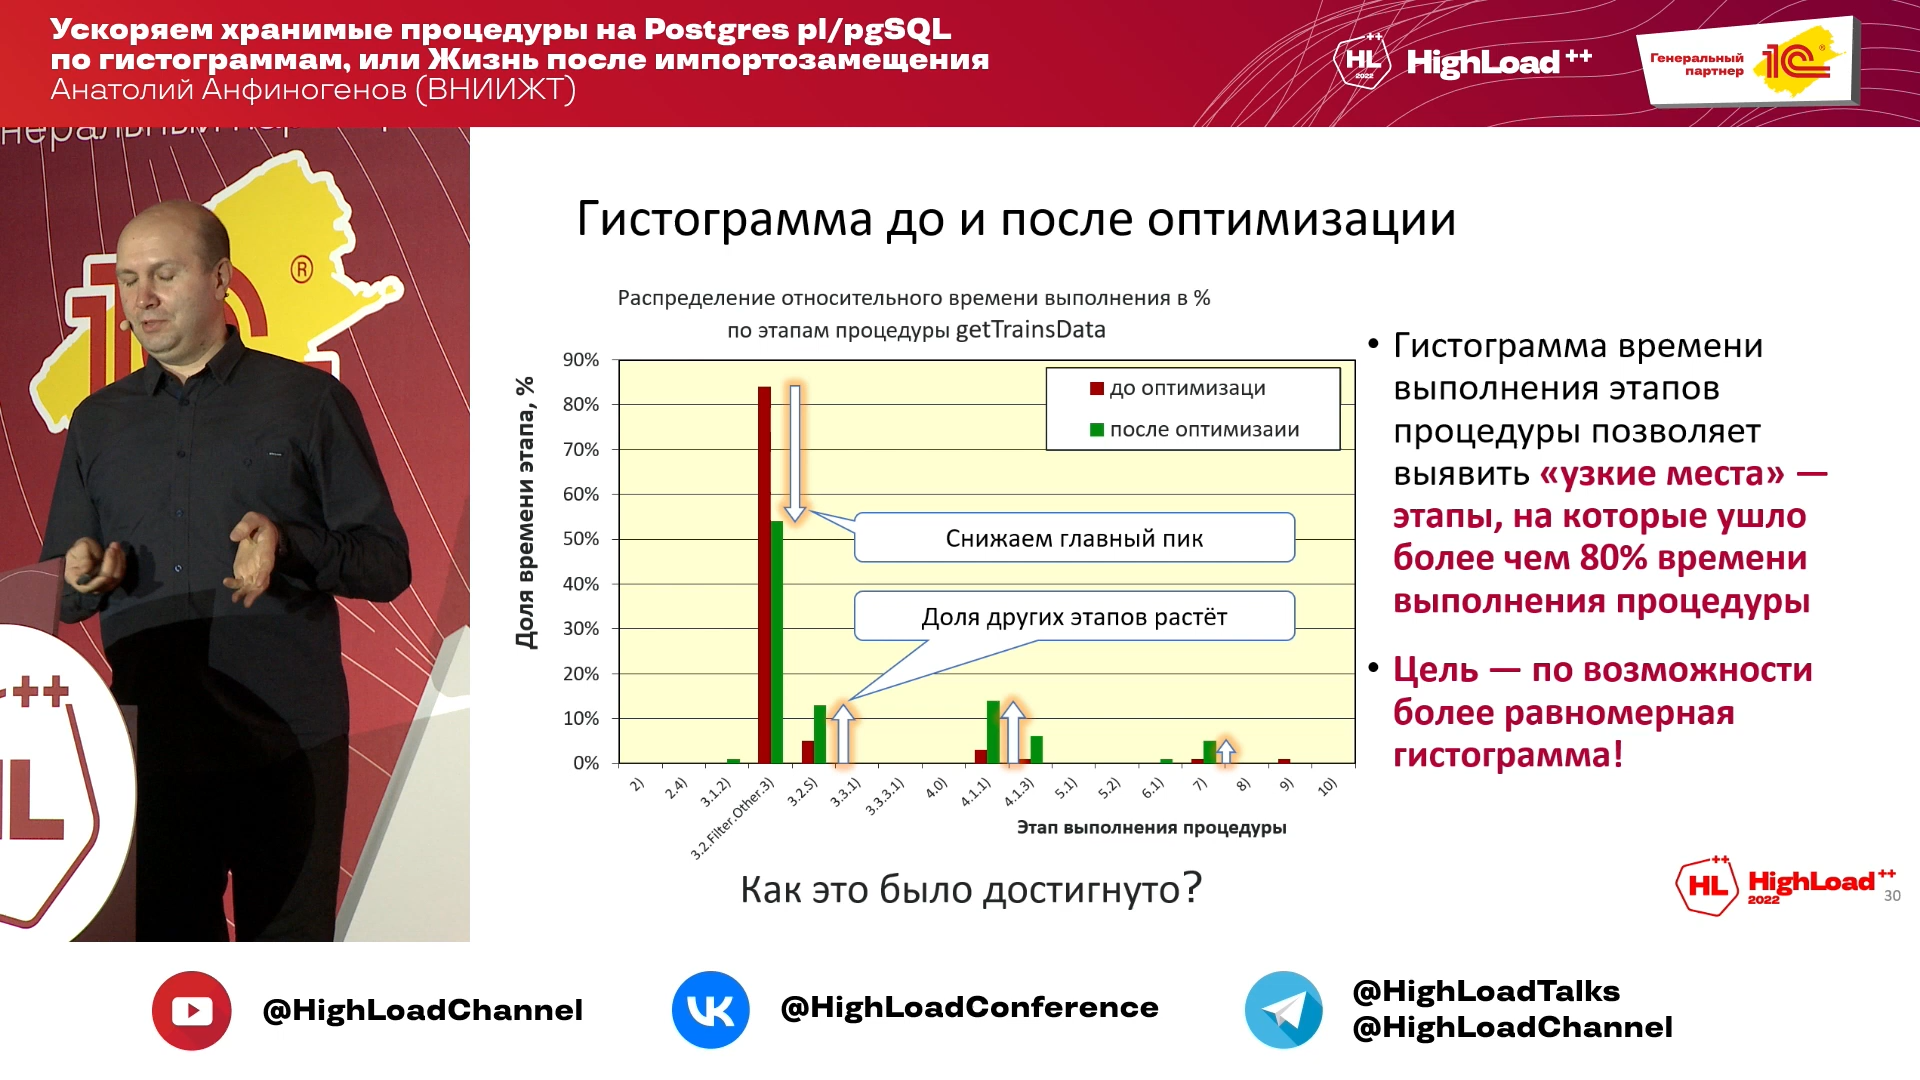 Ускоряем хранимые процедуры на Postgres pl/pgSQL
по гистограммам, или Жизнь после импортозамещения
Анатолий Анфиногенов (ВНИИЖТ)
HL ++
2022
HighLoad ++
Генеральный
партнер
1С ®
®
++
HL
Гистограмма до и после оптимизации
Распределение относительного времени выполнения в %
по этапам процедуры getTrainsData
Доля времени этапа, %
90%
80%
70%
60%
50%
40%
30%
20%
10%
0%
до оптимизаци
после оптимизаии
Снижаем главный пик
Доля других этапов растёт
2)
2.4)
3.1.2)
3.2.Filter.Other.3)
3.2.5)
3.3.1)
3.3.3.1)
4.0)
4.1.1)
4.1.3)
5.1)
5.2)
6.1)
7)
8)
9)
10)
Этап выполнения процедуры
• Гистограмма времени
выполнения этапов
процедуры позволяет
выявить «узкие места» —
этапы, на которые ушло
более чем 80% времени
выполнения процедуры
• Цель — по возможности
более равномерная
гистограмма!
Как это было достигнуто?
HL ++
HighLoad ++
2022
30
@HighLoadChannel
@HighLoadConference
@HighLoadTalks
@HighLoadChannel